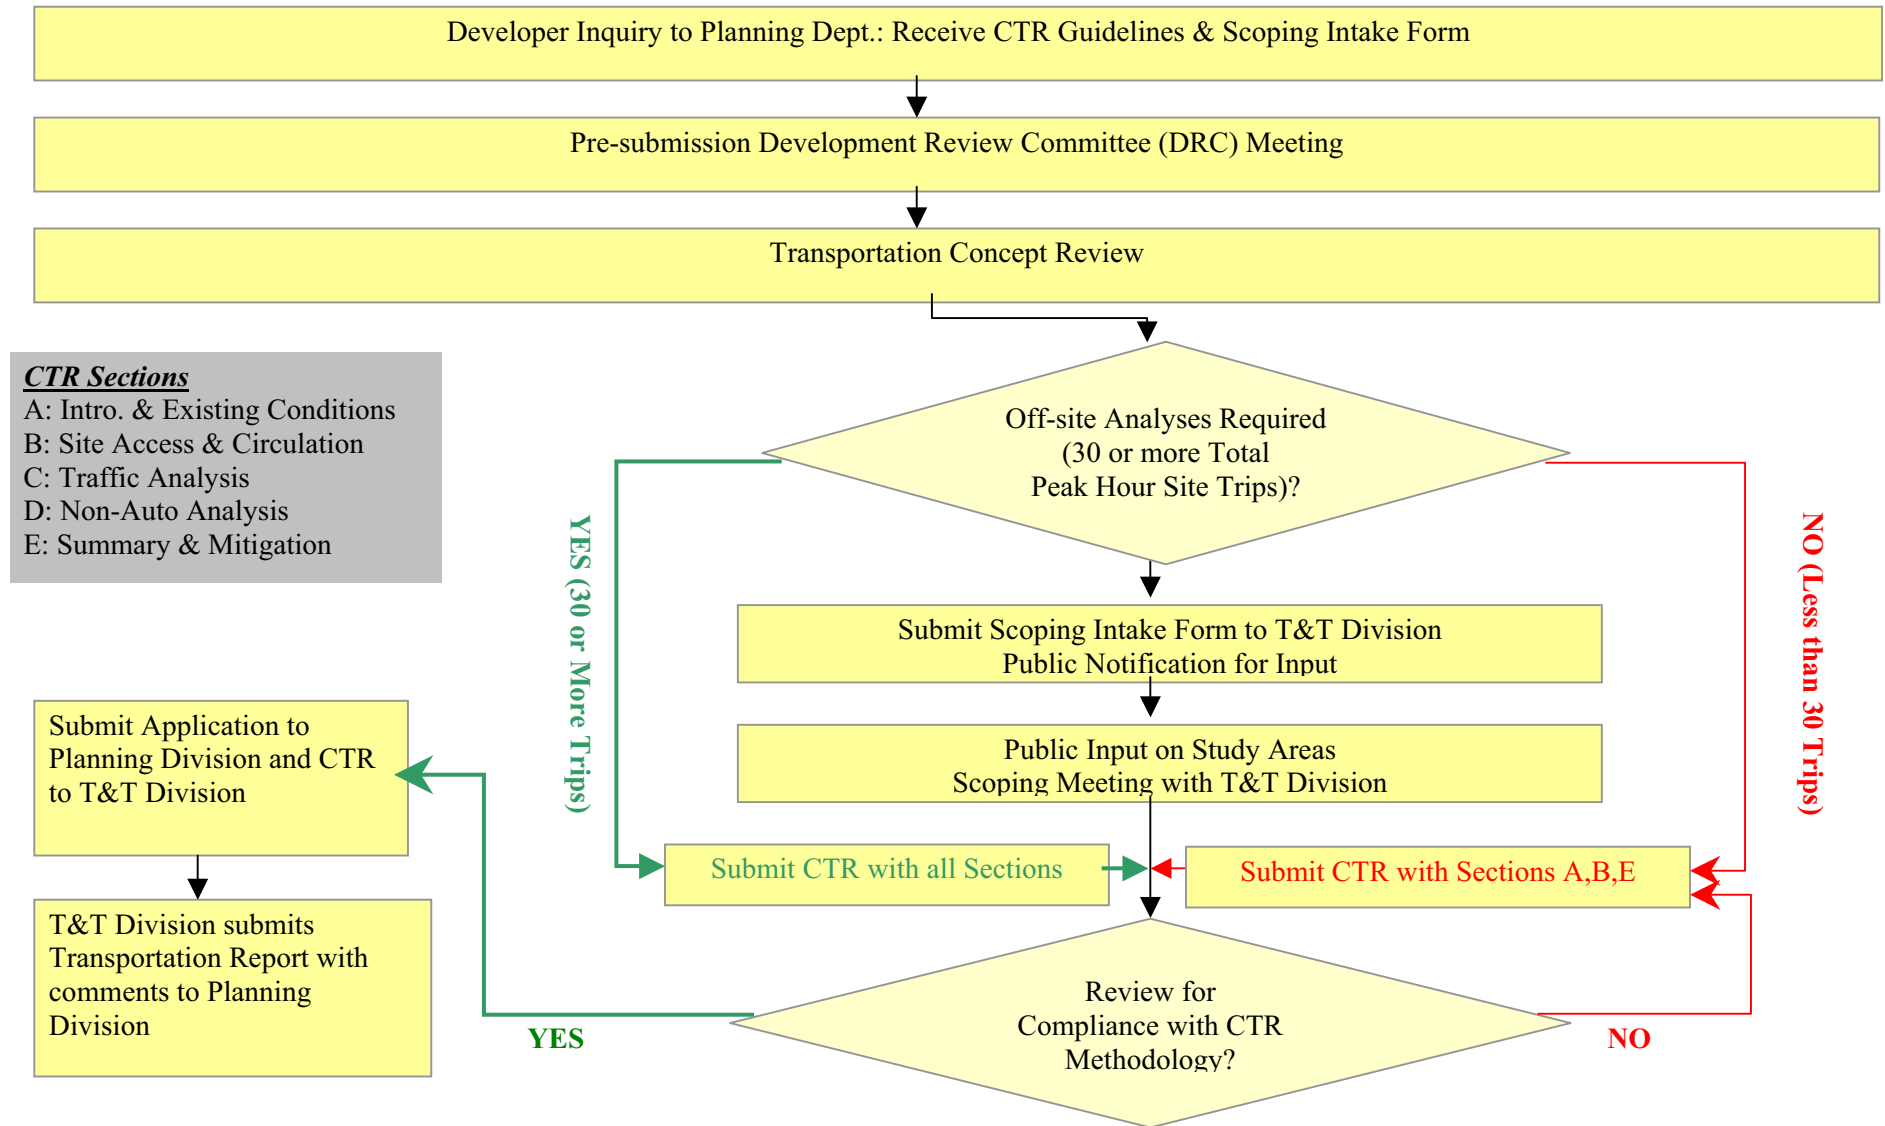 Developer Inquiry to Planning Dept.: Receive CTR Guidelines & Scoping Intake Form
Pre-submission Development Review Committee (DRC) Meeting
Transportation Concept Review
CTR Sections
A: Intro. & Existing Conditions
B: Site Access & Circulation
C: Traffic Analysis
D: Non-Auto Analysis
E: Summary & Mitigation
Off-site Analyses Required
(30 or more Total
Peak Hour Site Trips)?
YES (30 or More Trips)
NO (Less than 30 Trips)
Submit Scoping Intake Form to T&T Division
Public Notification for Input
Public Input on Study Areas
Scoping Meeting with T&T Division
Submit CTR with all Sections
Submit CTR with Sections A,B,E
Review for
Compliance with CTR
Methodology?
YES
NO
Submit Application to
Planning Division and CTR
to T&T Division
T&T Division submits
Transportation Report with
comments to Planning
Division